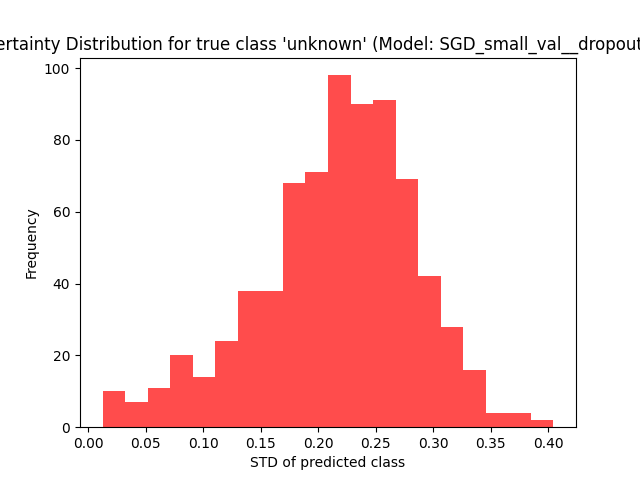 ertainty Distribution for true class 'unknown' (Model: SGD_small_val__dropout
100
80
60
40
20
0
Frequency
0.00 0.05 0.10 0.15 0.20 0.25 0.30 0.35 0.40
STD of predicted class